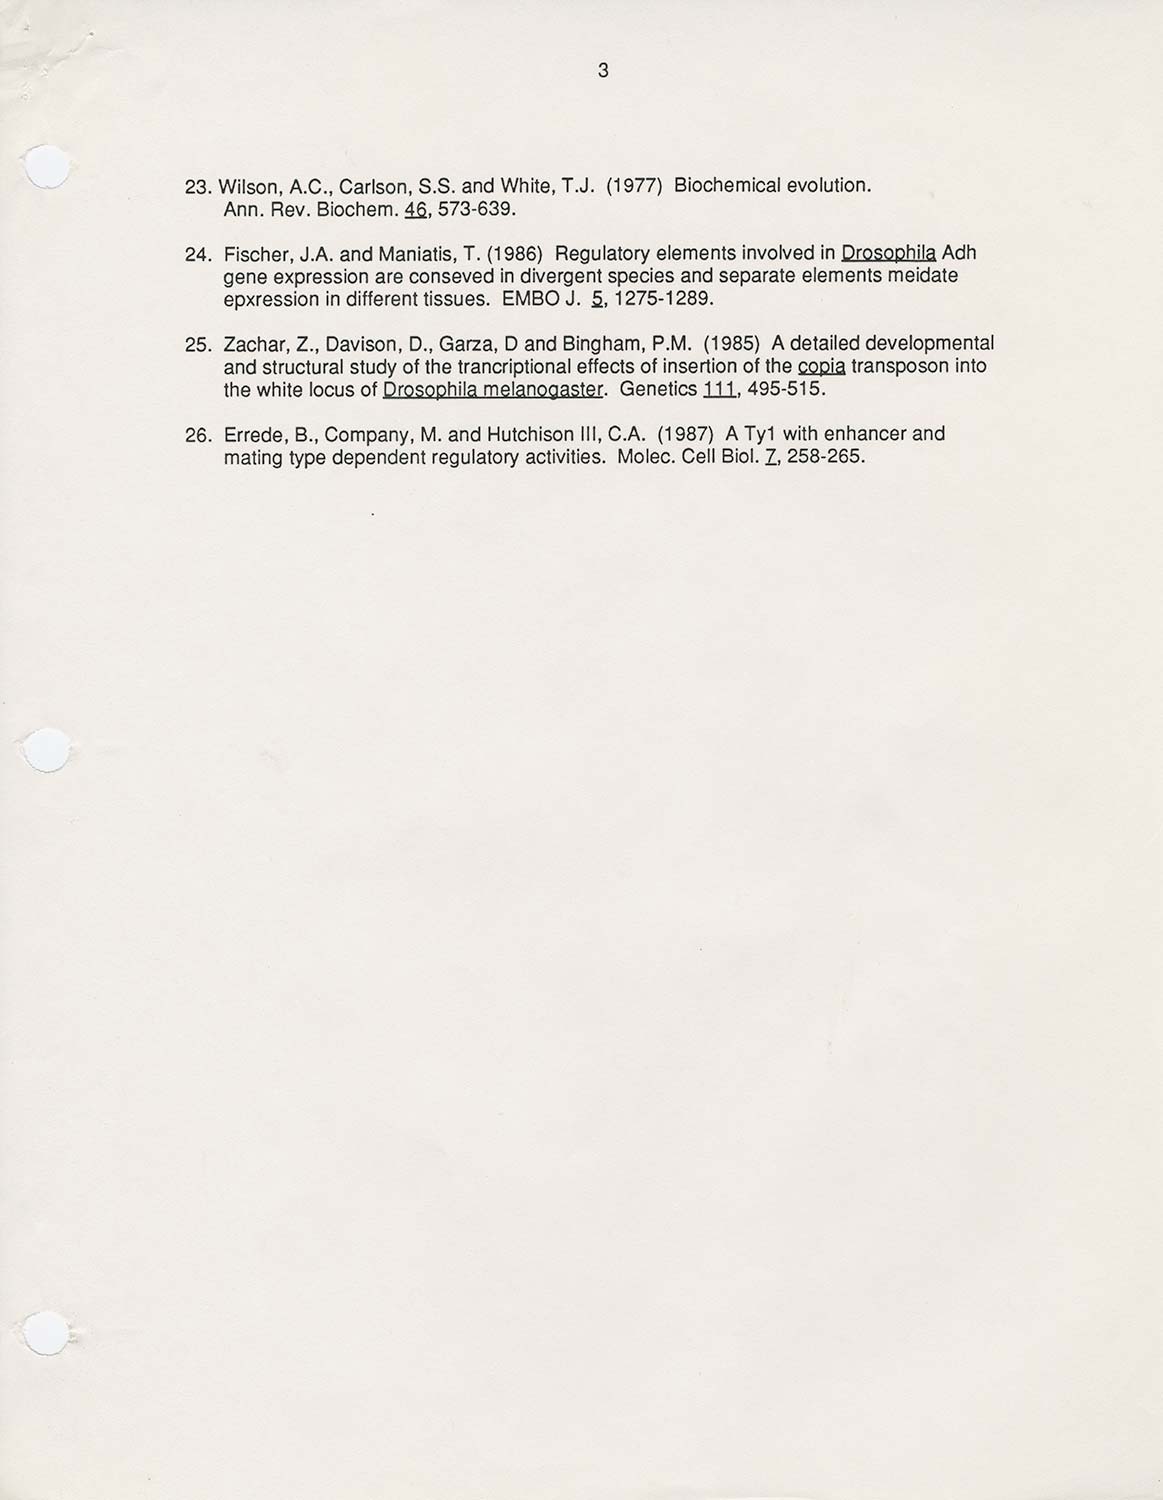 3
23. Wilson, A.C., Carlson, S.S. and White, T.J. (1977) Biochemical evolution.
Ann. Rev. Biochem. 46, 573-639.
24. Fischer, J.A. and Maniatis, T. (1986) Regulatory elements involved in Drosophila Adh
gene expression are conseved in divergent species and separate elements meidate
epxression in different tissues. EMBO J. 5, 1275-1289.
25. Zachar, Z., Davison, D., Garza, D and Bingham, P.M. (1985) A detailed developmental
and structural study of the trancriptional effects of insertion of the copia transposon into
the white locus of Drosophila melanogaster. Genetics 111, 495-515.
26. Errede, B., Company, M. and Hutchison III, C.A. (1987) A Ty1 with enhancer and
mating type dependent regulatory activities. Molec. Cell Biol. 7, 258-265.